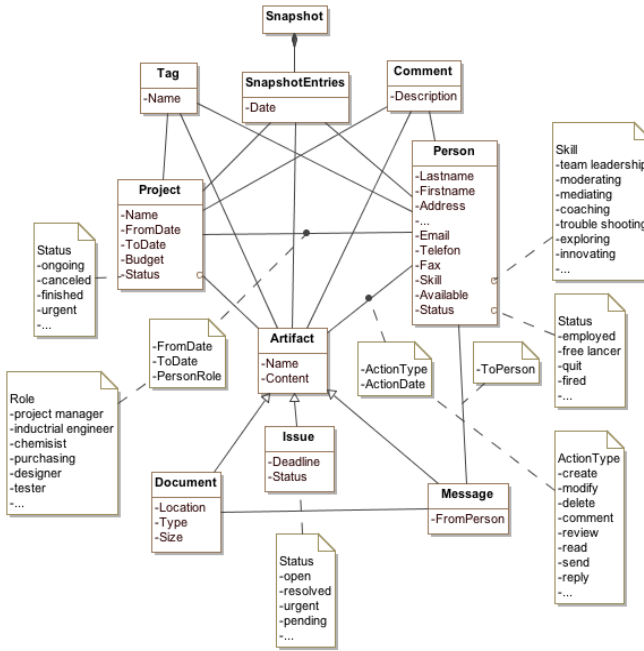 Snapshot
Tag
-Name
SnapshotEntries
-Date
Comment
-Description
Person
-Lastname
-Firstname
-Address
-...
-Email
-Telefon
-Fax
-Skill
-Available
-Status
Skill
-team leadership
-moderating
-mediating
-coaching
-trouble shooting
-exploring
-innovating
-...
Project
-Name
-FromDate
-ToDate
-Budget
-Status
Status
-ongoing
-canceled
-finished
-urgent
-...
-FromDate
-ToDate
-PersonRole
Artifact
-Name
-Content
-ActionType
-ActionDate
-ToPerson
Status
-employed
-free lancer
-quit
-fired
-...
Role
-project manager
-inductrial engineer
-chemisist
-purchasing
-designer
-tester
-...
Issue
-Deadline
-Status
Document
-Location
-Type
-Size
Message
-FromPerson
ActionType
-create
-modify
-delete
-comment
-review
-read
-send
-reply
-...
Status
-open
-resolved
-urgent
-pending
-...